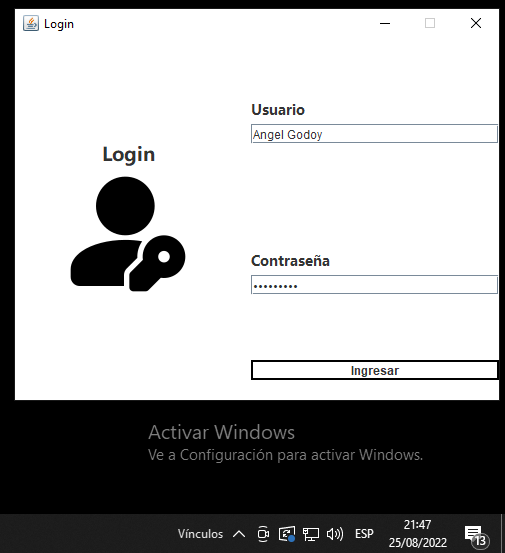 Login
Usuario
Angel Godoy
Login
Contraseña
•••••••••
Ingresar
Activar Windows
Ve a Configuración para activar Windows.
Vínculos
ESP
21:47
25/08/2022
13